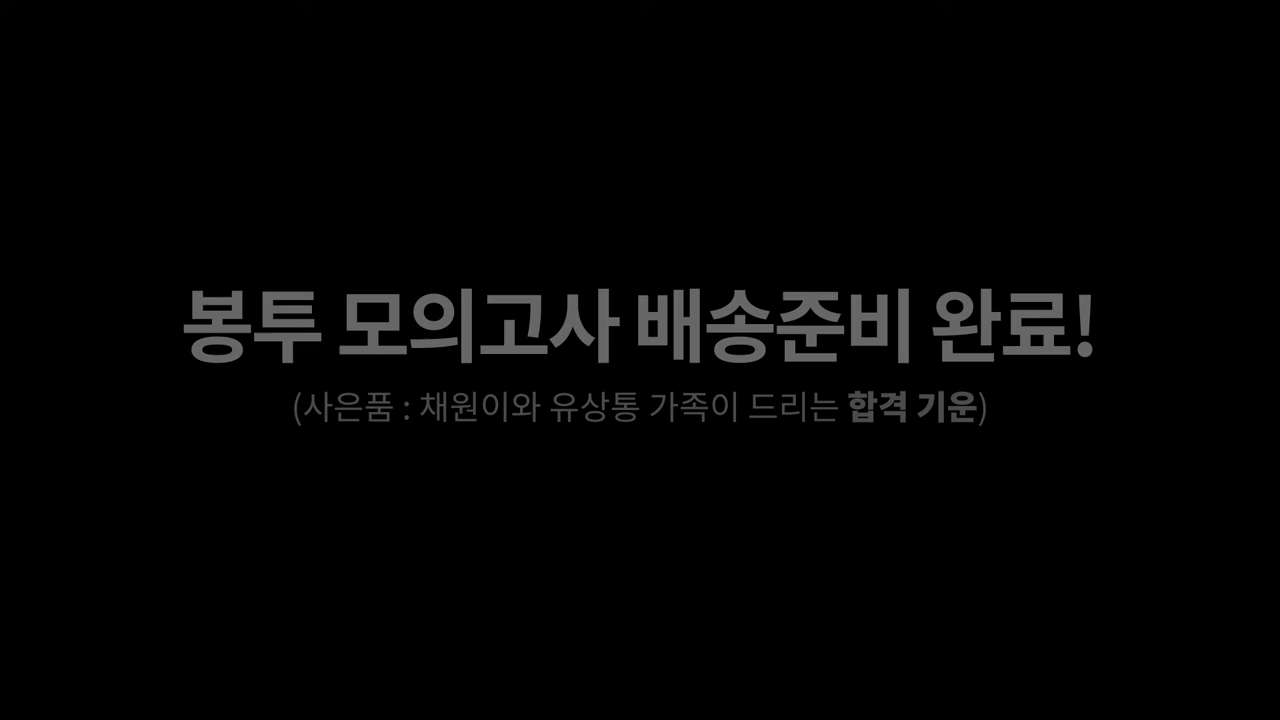 봉투 모의고사 배송준비 완료!
(사은품 : 채원이와 유상통 가족이 드리는 합격 기운)